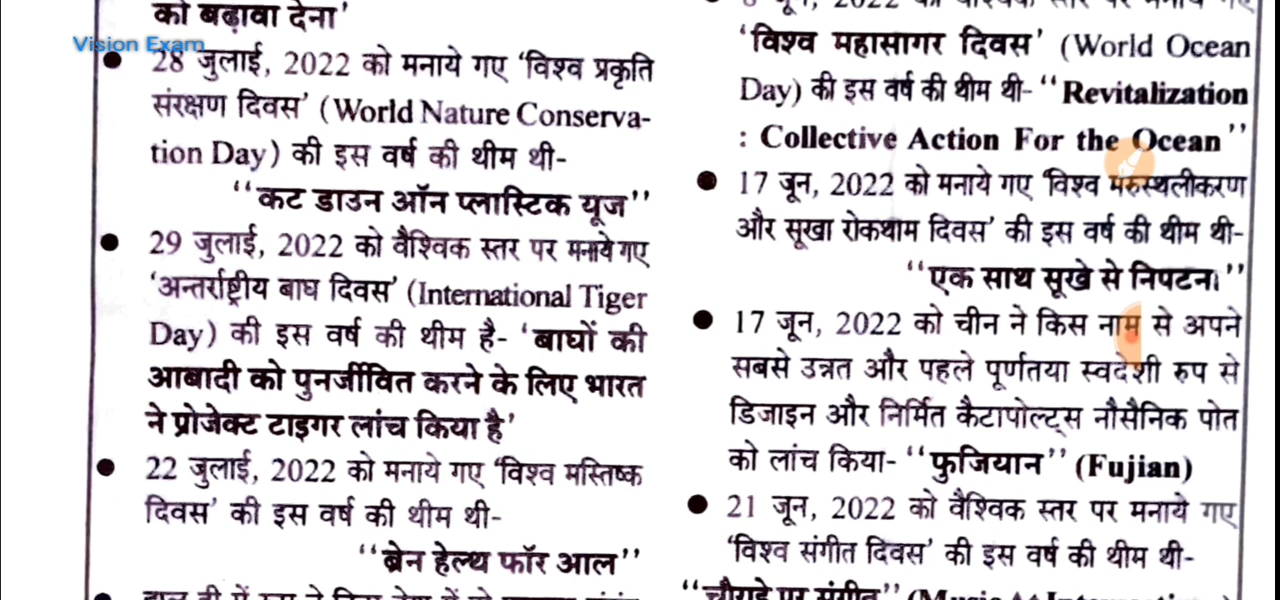 को बढ़ावा देना'
Vision Exam
● 28 जुलाई, 2022 को मनाये गए 'विश्व प्रकृति
संरक्षण दिवस' (World Nature Conserva-
tion Day) की इस वर्ष की थीम थी-
''कट डाउन ऑन प्लास्टिक यूज''
● 29 जुलाई, 2022 को वैश्विक स्तर पर मनाये गए
'अन्तर्राष्ट्रीय बाघ दिवस' (International Tiger
Day) की इस वर्ष की थीम है- 'बाघों की
आबादी को पुनर्जीवित करने के लिए भारत
ने प्रोजेक्ट टाइगर लांच किया है'
● 22 जुलाई, 2022 को मनाये गए 'विश्व मस्तिष्क
दिवस' की इस वर्ष की थीम थी-
''ब्रेन हेल्थ फॉर आल''
जून, 2022
'विश्व महासागर दिवस' (World Ocean
Day) की इस वर्ष की थीम थी- ''Revitalization
: Collective Action For the Ocean''
● 17 जून, 2022 को मनाये गए 'विश्व मरुस्थलीकरण
और सूखा रोकथाम दिवस' की इस वर्ष की थीम थी-
''एक साथ सूखे से निपटना''
● 17 जून, 2022 को चीन ने किस नाम से अपने
सबसे उन्नत और पहले पूर्णतया स्वदेशी रुप से
डिजाइन और निर्मित कैटापोल्ट्स नौसैनिक पोत
को लांच किया- ''फुजियान'' (Fujian)
● 21 जून, 2022 को वैश्विक स्तर पर मनाये गए
'विश्व संगीत दिवस' की इस वर्ष की थीम थी-
''चौराहे पर संगीत'' (Music At